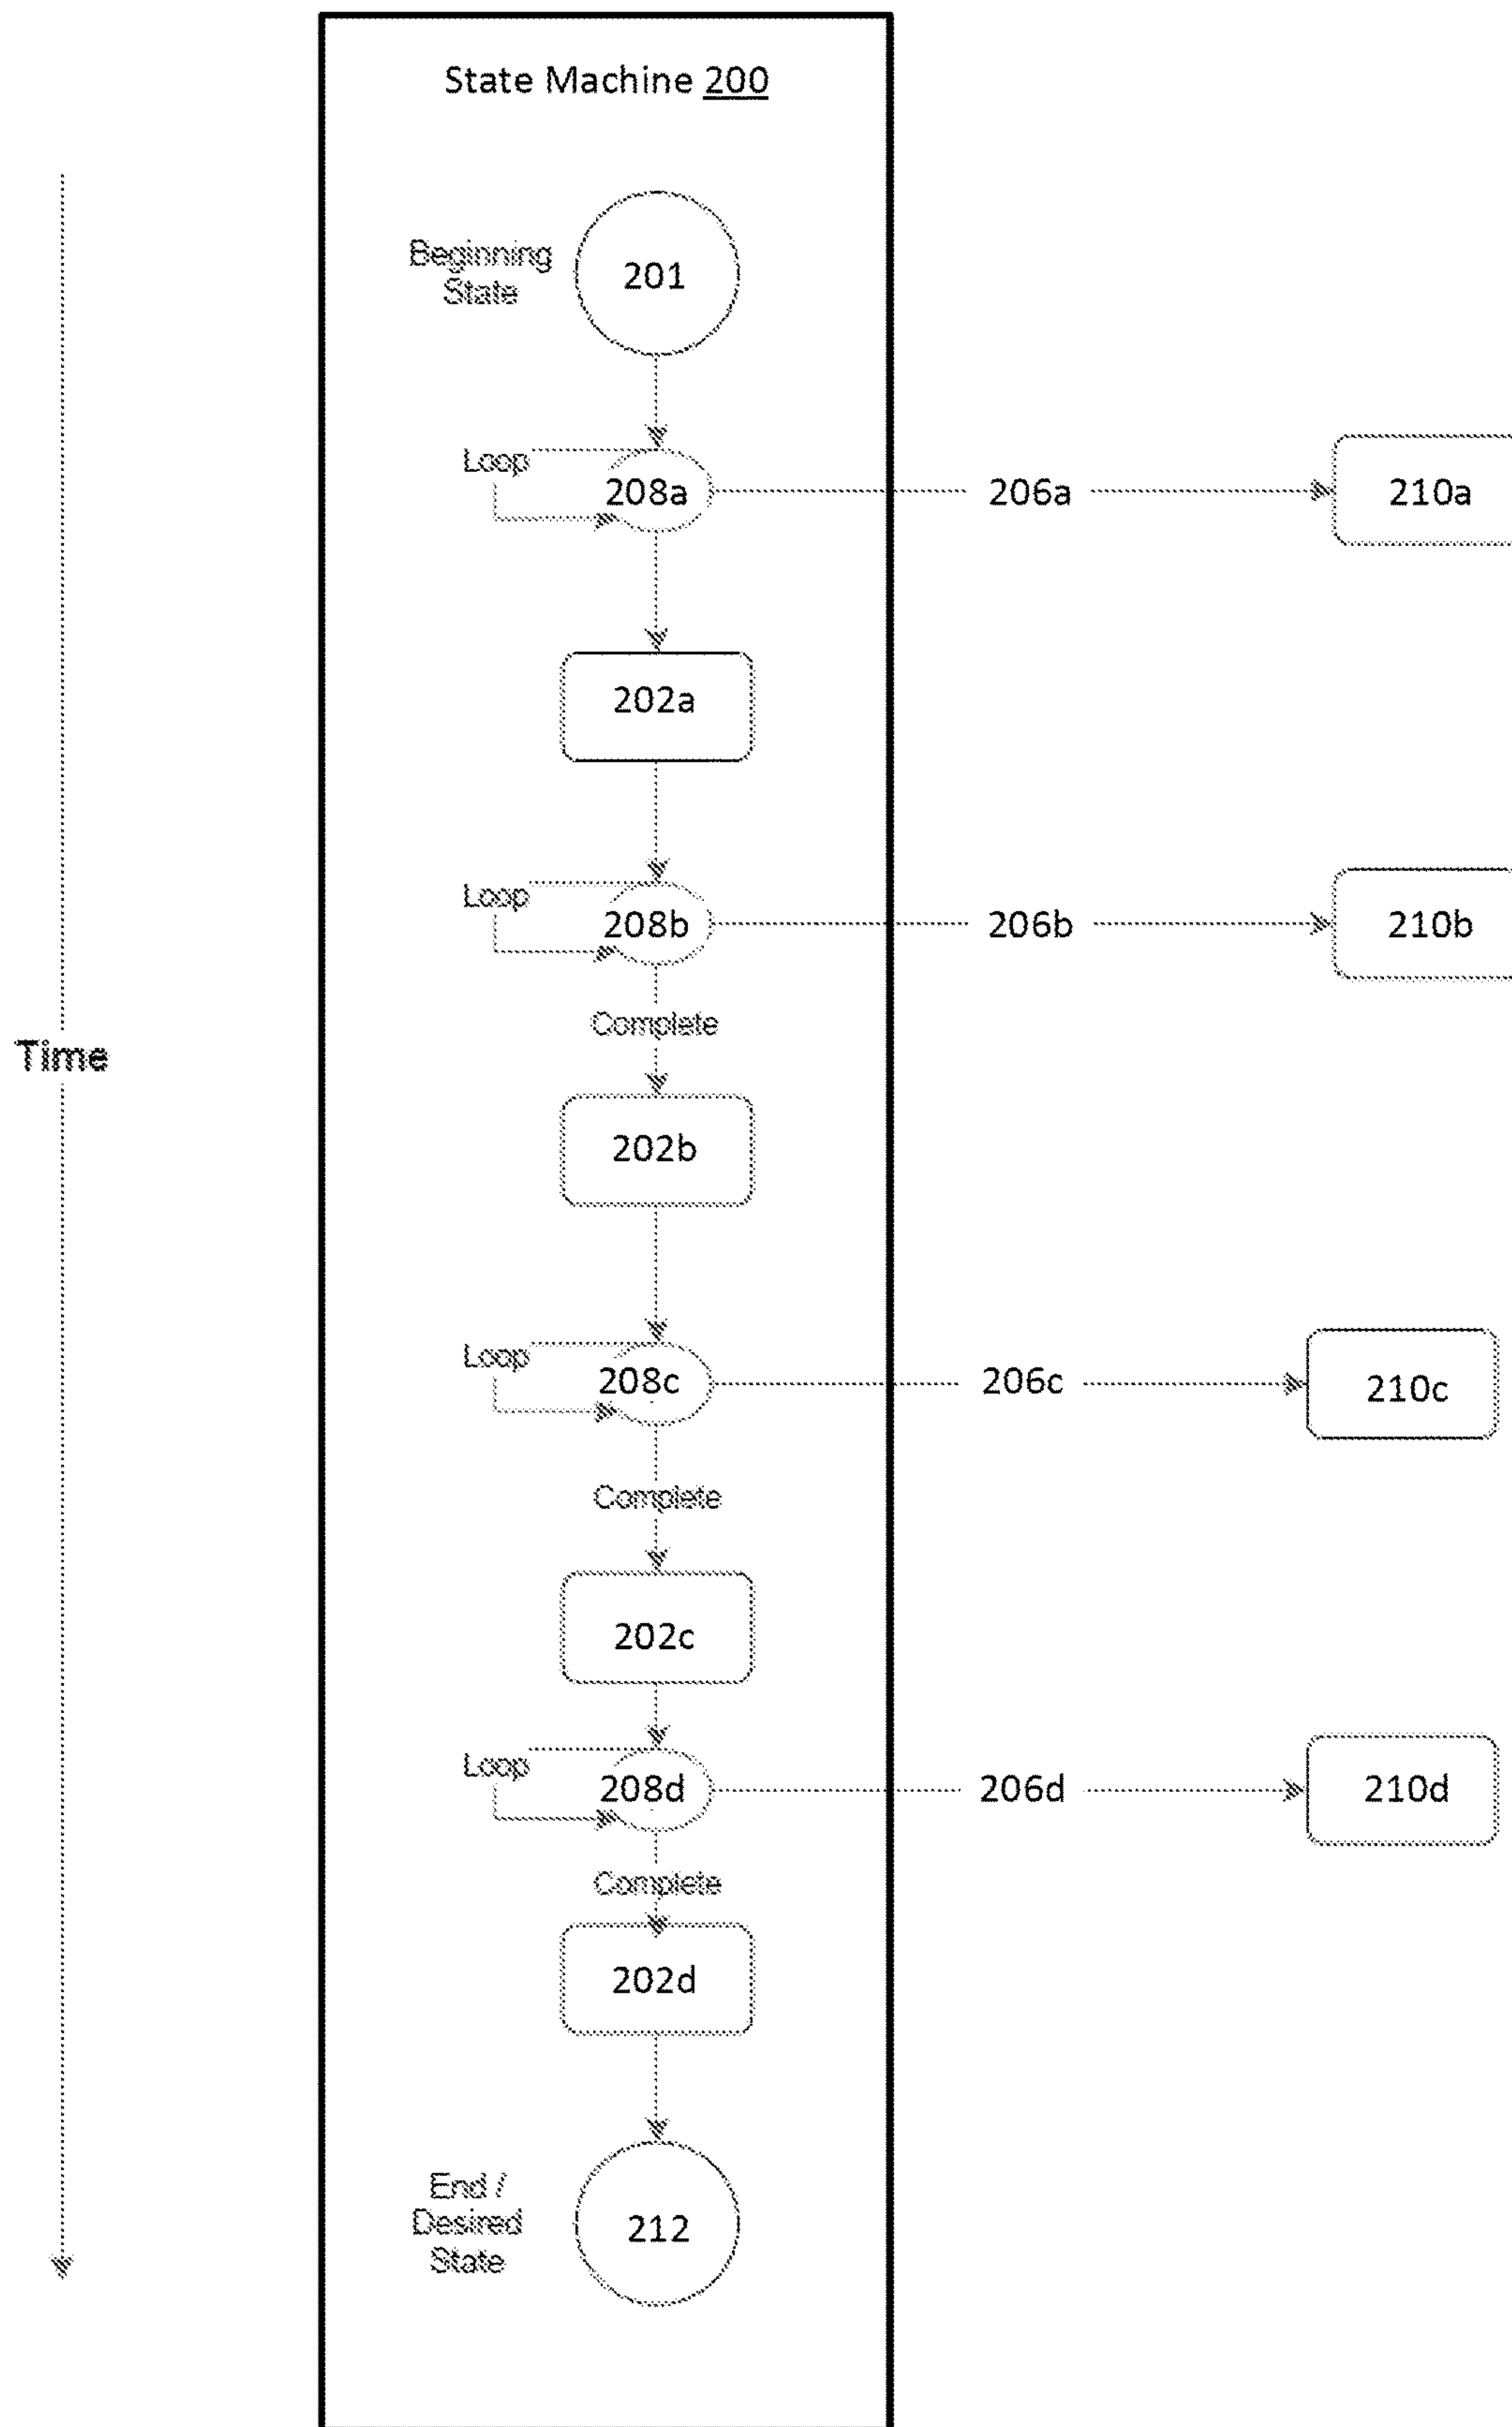 State Machine 200
Beginning
State
201
Loop
208a
206a
210a
202a
Loop
208b
206b
210b
Complete
Time
202b
Loop
208c
206c
210c
Complete
202c
Loop
208d
206d
210d
Complete
202d
End /
Desired
State
212